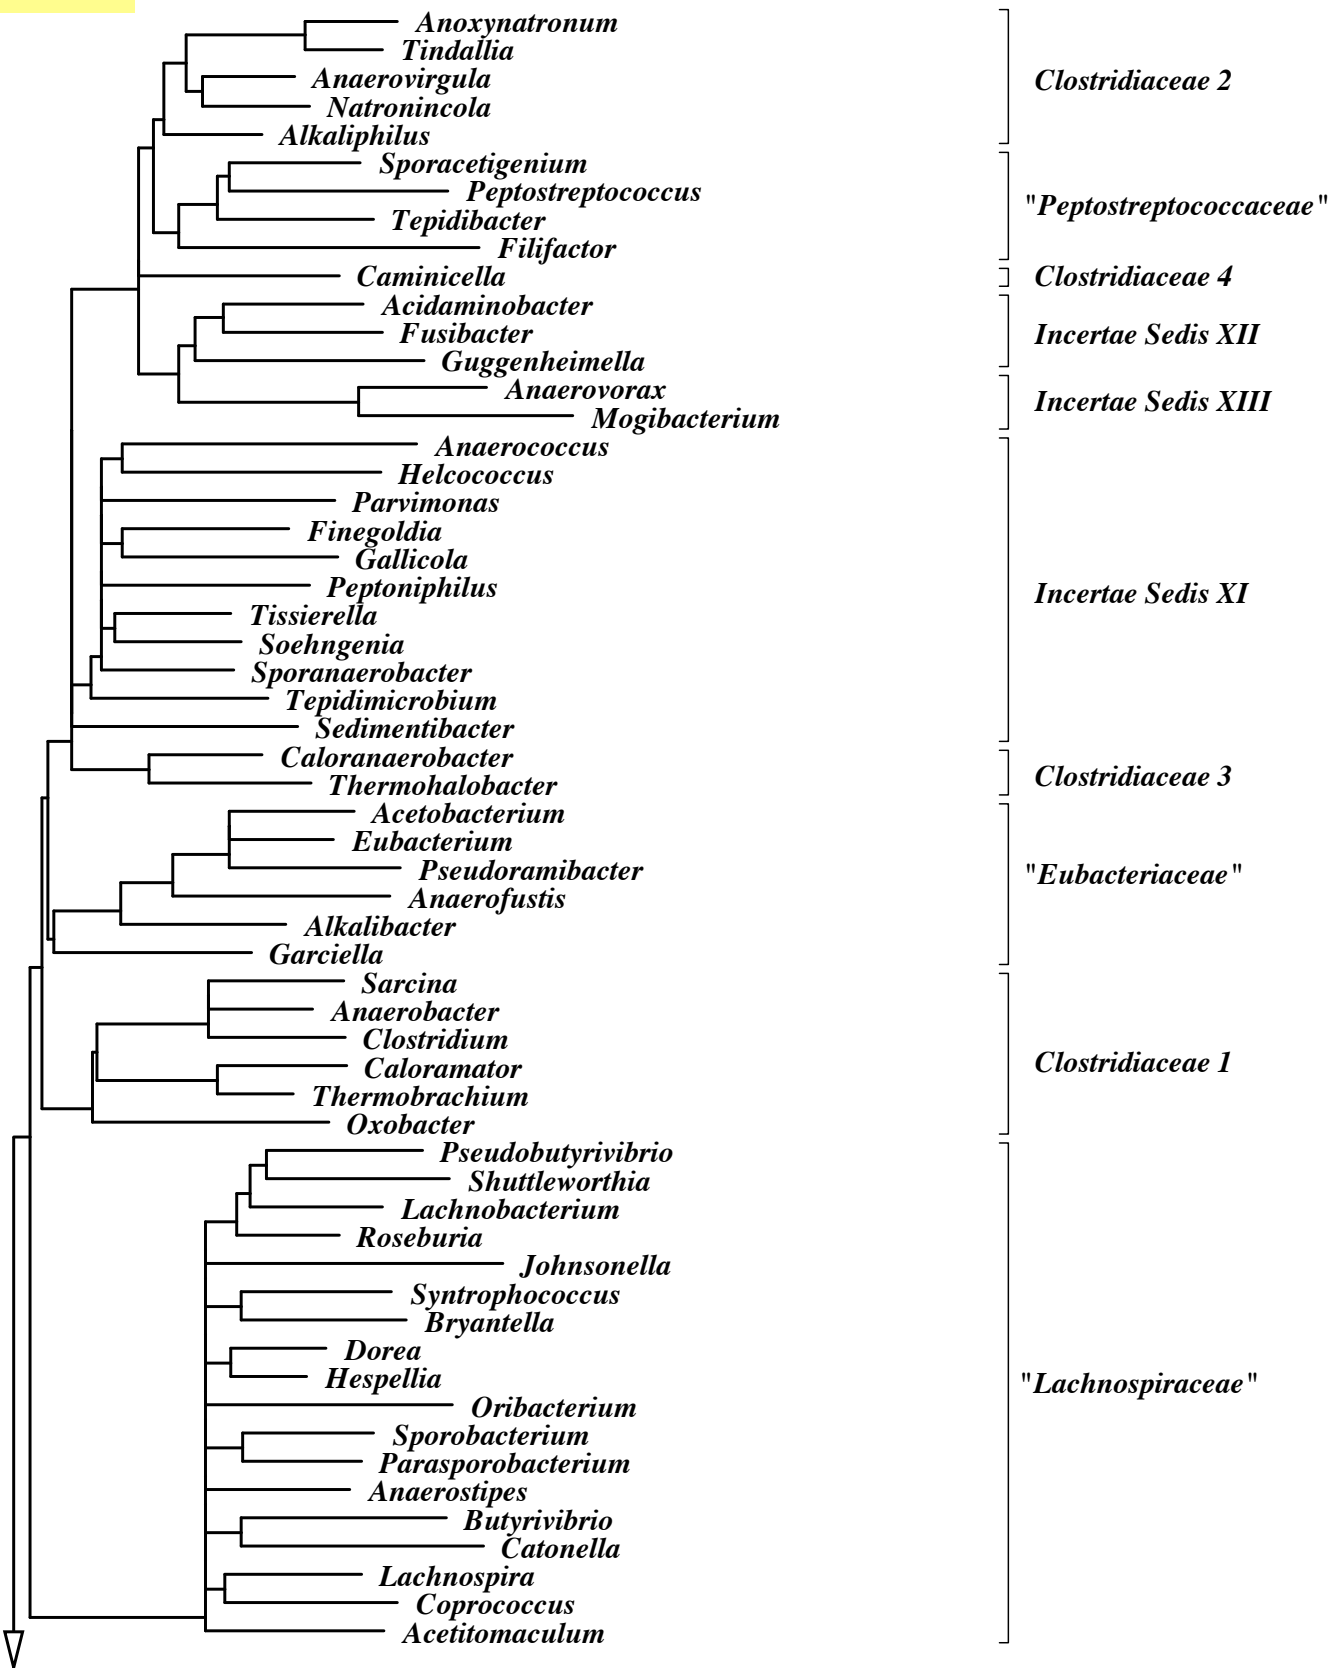 Anoxynatronum
Tindallia
Anaerovirgula
Natronincola
Alkaliphilus
Clostridiaceae 2
Sporacetigenium
Peptostreptococcus
Tepidibacter
Filifactor
"Peptostreptococcaceae"
Caminicella
Clostridiaceae 4
Acidaminobacter
Fusibacter
Guggenheimella
Incertae Sedis XII
Anaerovorax
Mogibacterium
Incertae Sedis XIII
Anaerococcus
Helcococcus
Parvimonas
Finegoldia
Gallicola
Peptoniphilus
Tissierella
Soehngenia
Sporanaerobacter
Tepidimicrobium
Sedimentibacter
Incertae Sedis XI
Caloranaerobacter
Thermohalobacter
Clostridiaceae 3
Acetobacterium
Eubacterium
Pseudoramibacter
Anaerofustis
Alkalibacter
Garciella
"Eubacteriaceae"
Sarcina
Anaerobacter
Clostridium
Caloramator
Thermobrachium
Oxobacter
Clostridiaceae 1
Pseudobutyrivibrio
Shuttleworthia
Lachnobacterium
Roseburia
Johnsonella
Syntrophococcus
Bryantella
Dorea
Hespellia
Oribacterium
Sporobacterium
Parasporobacterium
Anaerostipes
Butyrivibrio
Catonella
Lachnospira
Coprococcus
Acetitomaculum
"Lachnospiraceae"